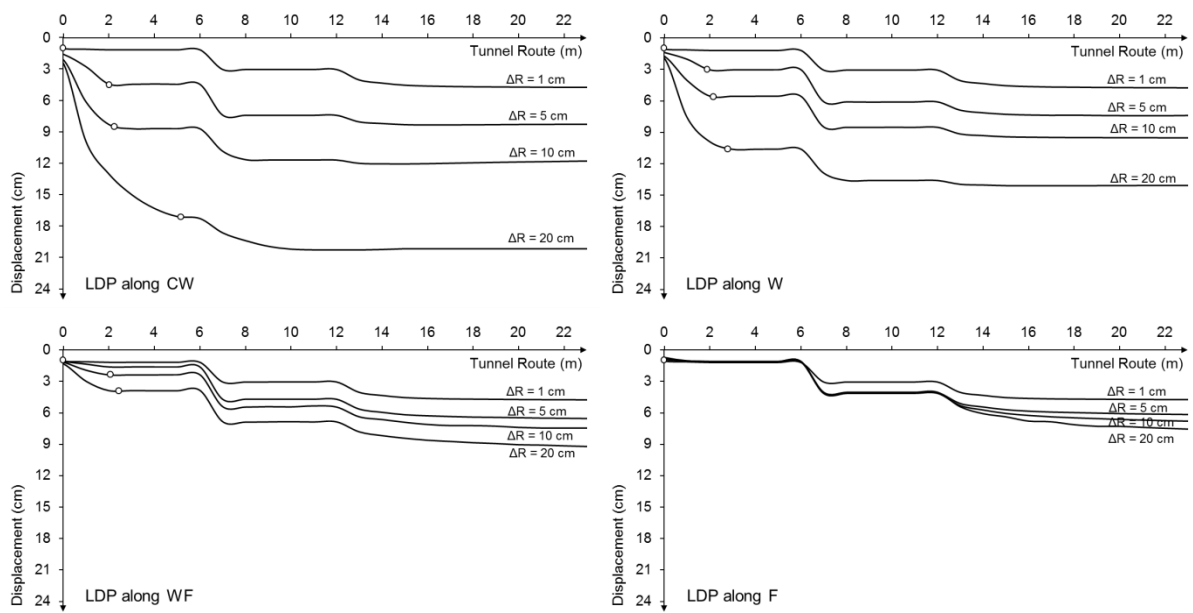 0 2 4 6 8 10 12 14 16 18 20 22
Tunnel Route (m)
0
3
6
9
12
15
18
21
24
Displacement (cm)
ΔR = 1 cm
ΔR = 5 cm
ΔR = 10 cm
ΔR = 20 cm
LDP along CW
0 2 4 6 8 10 12 14 16 18 20 22
Tunnel Route (m)
0
3
6
9
12
15
18
21
24
Displacement (cm)
ΔR = 1 cm
ΔR = 5 cm
ΔR = 10 cm
ΔR = 20 cm
LDP along W
0 2 4 6 8 10 12 14 16 18 20 22
Tunnel Route (m)
0
3
6
9
12
15
18
21
24
Displacement (cm)
ΔR = 1 cm
ΔR = 5 cm
ΔR = 10 cm
ΔR = 20 cm
LDP along WF
0 2 4 6 8 10 12 14 16 18 20 22
Tunnel Route (m)
0
3
6
9
12
15
18
21
24
Displacement (cm)
ΔR = 1 cm
ΔR = 5 cm
ΔR = 10 cm
ΔR = 20 cm
LDP along F